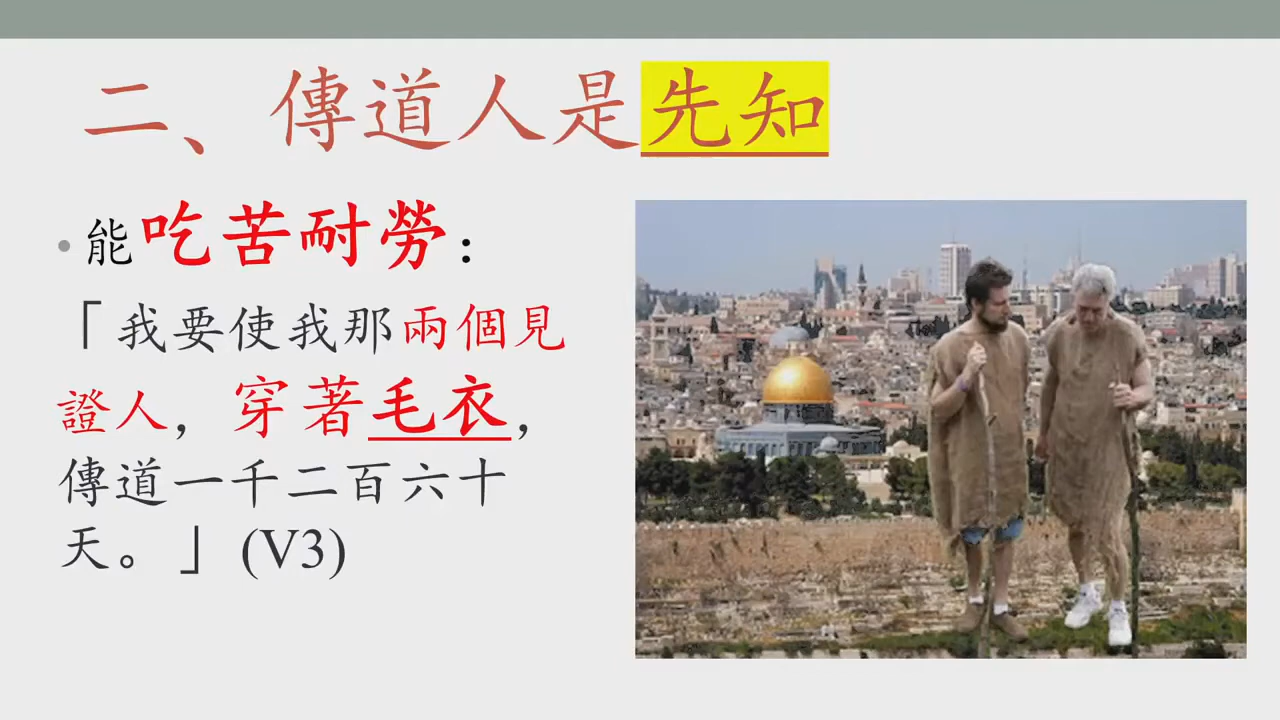 二、傳道人是先知
• 能吃苦耐勞：
「我要使我那兩個見
證人，穿著毛衣，
傳道一千二百六十
天。」(V3)